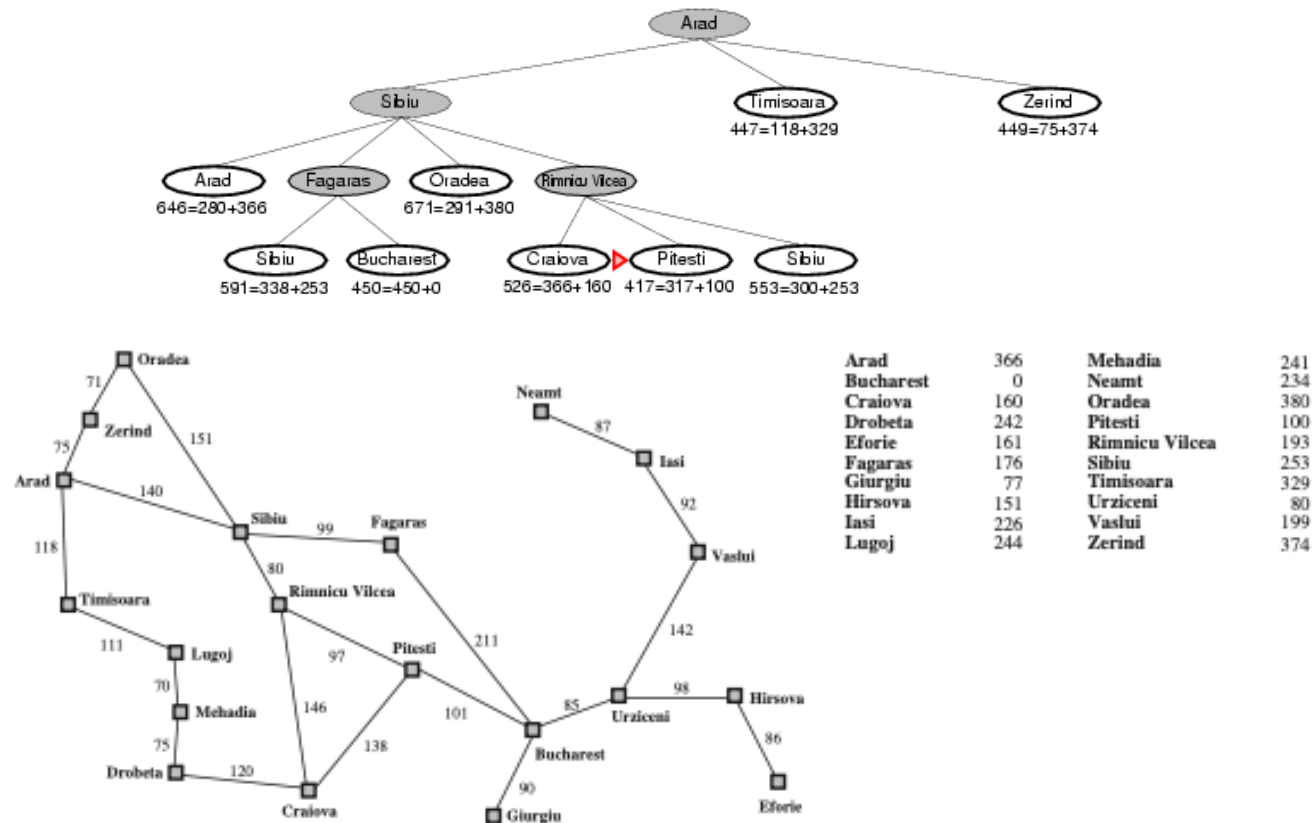 Arad
Sibiu
Timisoara
Zerind
447=118+329
449=75+374
Arad
Fagaras
Oradea
Rimnicu Vilcea
646=280+366
671=291+380
Sibiu
Bucharest
Craiova
Pitesti
Sibiu
591=338+253
450=450+0
526=366+160
417=317+100
553=300+253
Oradea
71
Zerind
75
151
Arad
140
Sibiu
99
Fagaras
118
80
Timisoara
Rimnicu Vilcea
111
Lugoj
97
Pitesti
211
70
Mehadia
146
101
75
138
Drobeta
120
Craiova
Bucharest
90
Giurgiu
85
Urziceni
98
Hirsova
86
Eforie
142
Vaslui
92
Iasi
87
Neamt
Arad 366 Mehadia 241
Bucharest 0 Neamt 234
Craiova 160 Oradea 380
Drobeta 242 Pitesti 100
Eforie 161 Rimnicu Vilcea 193
Fagaras 176 Sibiu 253
Giurgiu 77 Timisoara 329
Hirsova 151 Urziceni 80
Iasi 226 Vaslui 199
Lugoj 244 Zerind 374